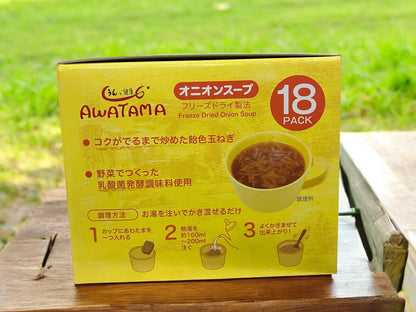 AWATAMA
オニオンスープ
フリーズドライ製法
Freeze Dried Onion Soup
18
PACK
● コクがでるまで炒めた飴色玉ねぎ
● 野菜でつくった
乳酸菌発酵調味料使用
調理例
調理方法
お湯を注いでかき混ぜるだけ
1 カップにあわたまを
一つ入れる
2 熱湯を
約160ml
～200ml
注ぐ
3 よくかきまぜて
出来上がり!